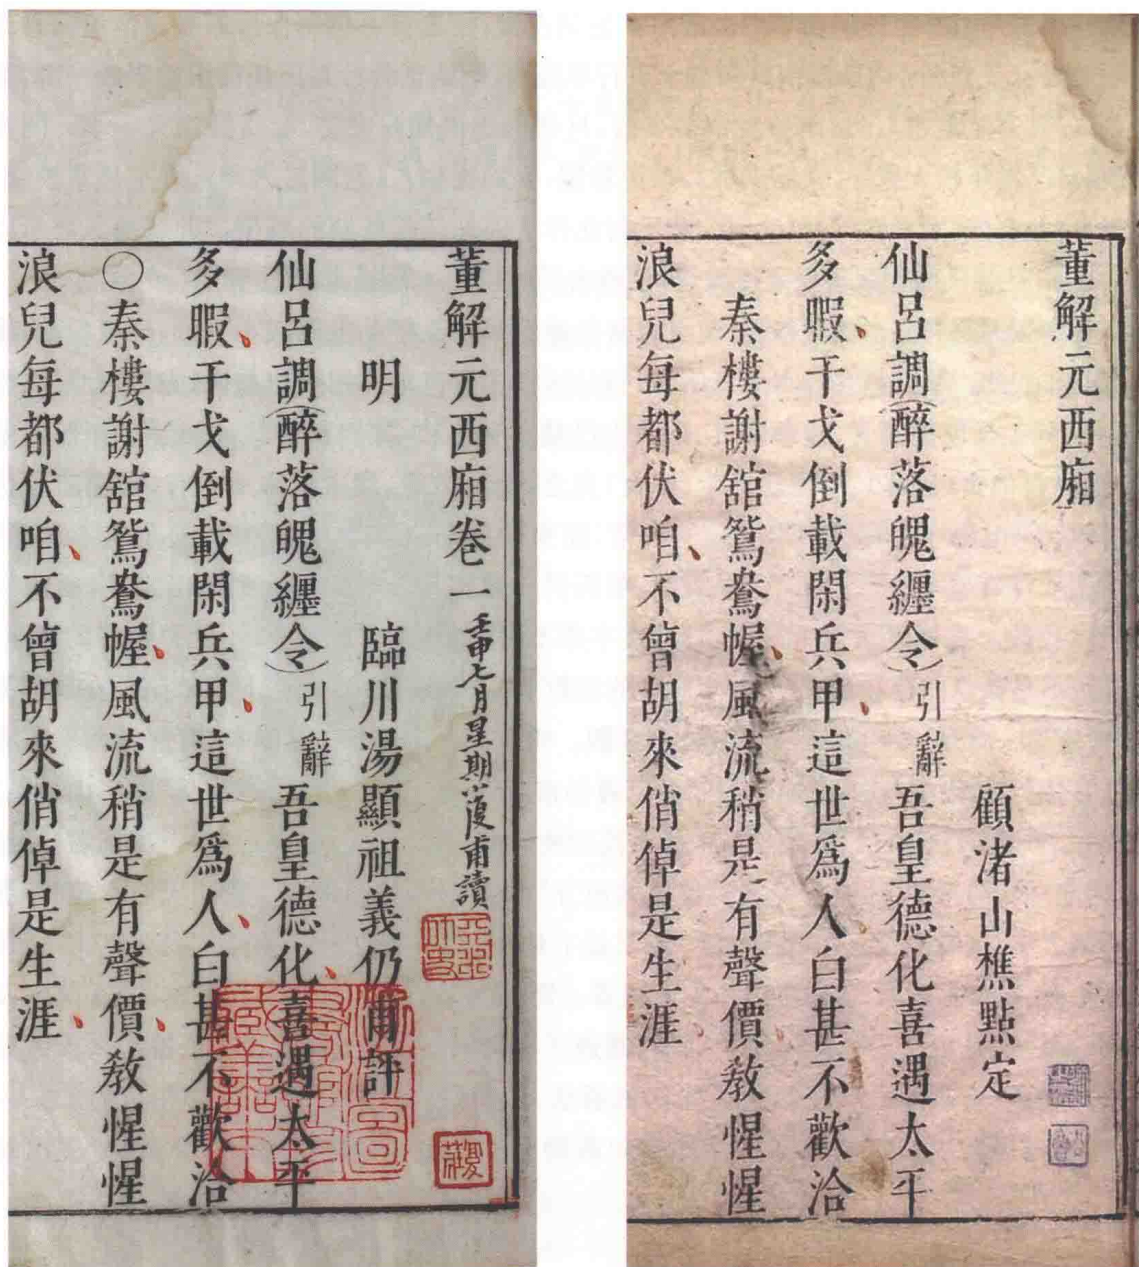 董解元西廂卷一 壬申七月星期 甫讀
明 臨川湯顯祖義仍甫評
仙呂調(醉落魄纏令)引辭 吾皇德化喜遇太平
多暇干戈倒載閑兵甲這世爲人白甚不歡洽
○秦樓謝舘鴛鴦幄風流稍是有聲價教惺惺
浪兒每都伏咱不曾胡來俏倬是生涯
董解元西廂
顧渚山樵點定
仙呂調(醉落魄纏令)引辭 吾皇德化喜遇太平
多暇干戈倒載閑兵甲這世爲人白甚不歡洽
秦樓謝舘鴛鴦幄風流稍是有聲價教惺惺
浪兒每都伏咱不曾胡來俏倬是生涯